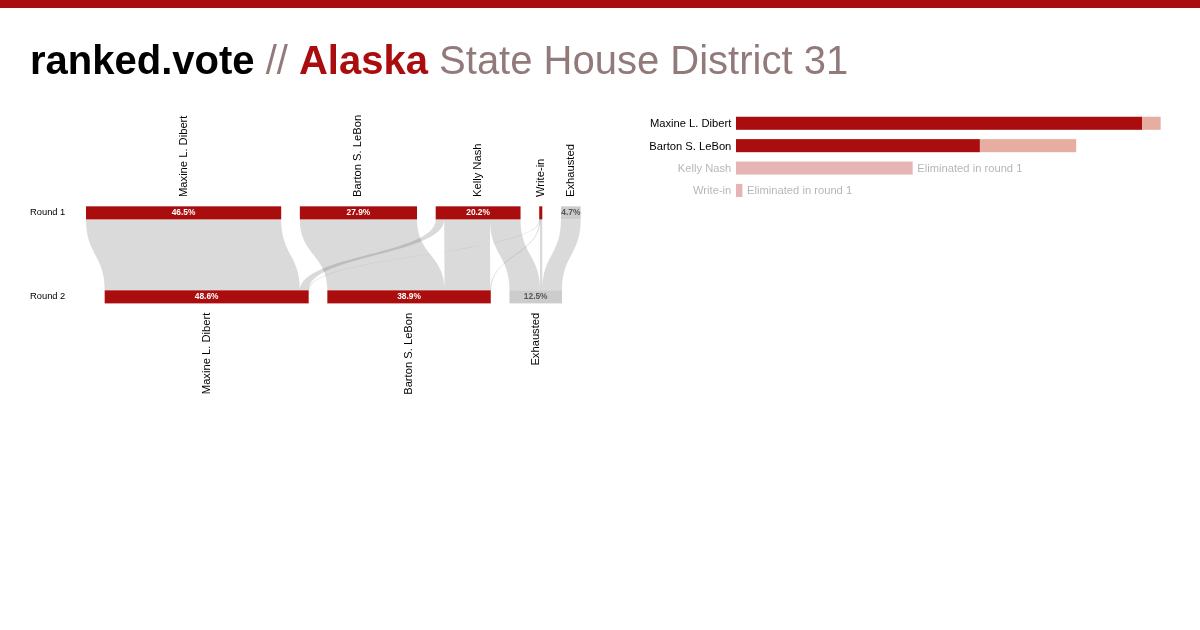 ranked.vote // Alaska State House District 31
Maxine L. Dibert
Barton S. LeBon
Kelly Nash
Write-in
Exhausted
Round 1
46.5%
27.9%
20.2%
4.7%
Round 2
48.6%
38.9%
12.5%
Maxine L. Dibert
Barton S. LeBon
Exhausted
Maxine L. Dibert
Barton S. LeBon
Kelly Nash Eliminated in round 1
Write-in Eliminated in round 1